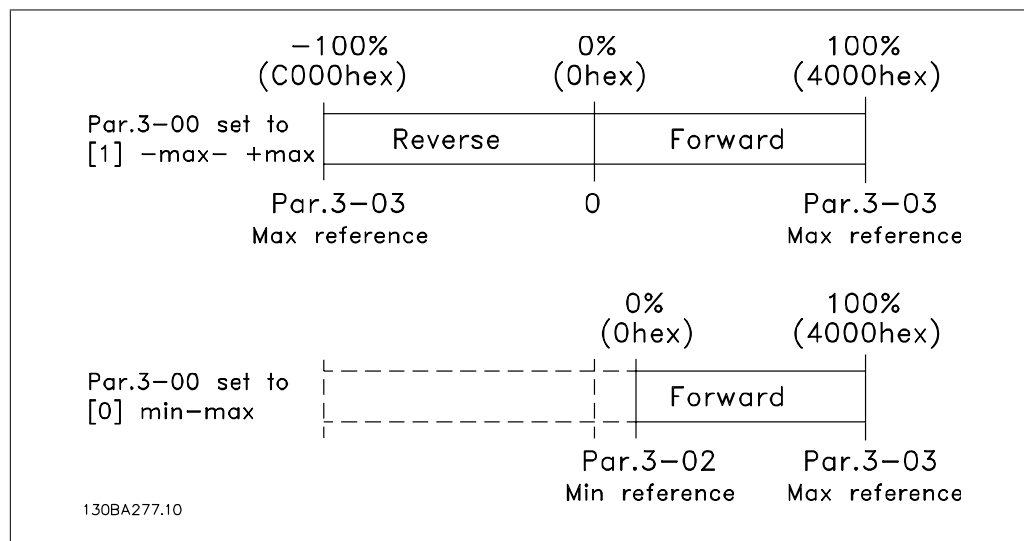 -100% 0% 100%
(C000hex) (0hex) (4000hex)
Par.3-00 set to
[1] -max- +max
Reverse Forward
Par.3-03 0 Par.3-03
Max reference Max reference
0% 100%
(0hex) (4000hex)
Par.3-00 set to
[0] min-max
Forward
Par.3-02 Par.3-03
Min reference Max reference
130BA277.10